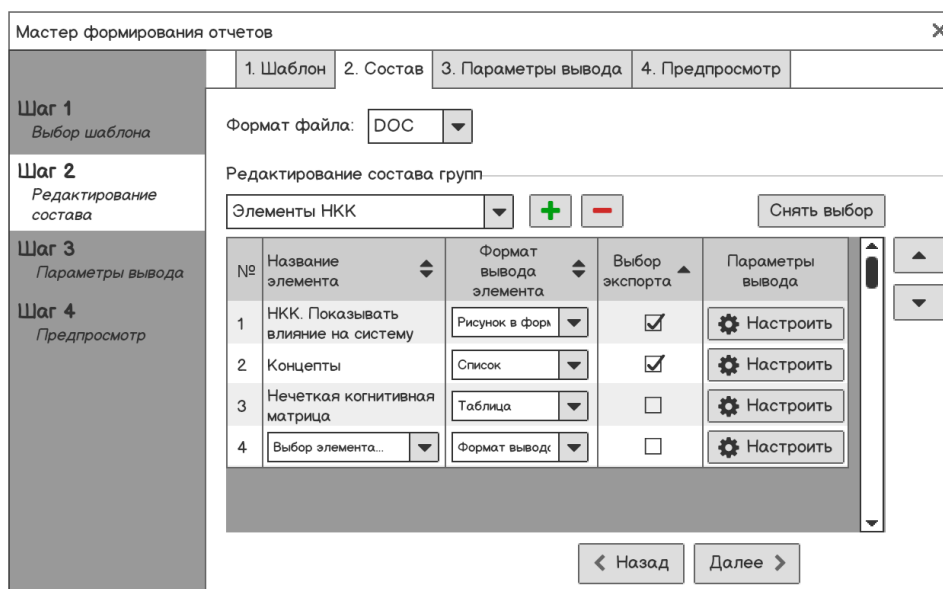 Мастер формирования отчетов
1. Шаблон
2. Состав
3. Параметры вывода
4. Предпросмотр
Шаг 1
Выбор шаблона
Шаг 2
Редактирование
состава
Шаг 3
Параметры вывода
Шаг 4
Предпросмотр
Формат файла:
DOC
Редактирование состава групп
Элементы НКК
Снять выбор
№
Название
элемента
Формат
вывода
элемента
Выбор
экспорта
Параметры
вывода
1
НКК. Показывать
влияние на систему
Рисунок в форм
Настроить
2
Концепты
Список
Настроить
3
Нечеткая когнитивная
матрица
Таблица
Настроить
4
Выбор элемента...
Формат вывод
Настроить
Назад
Далее